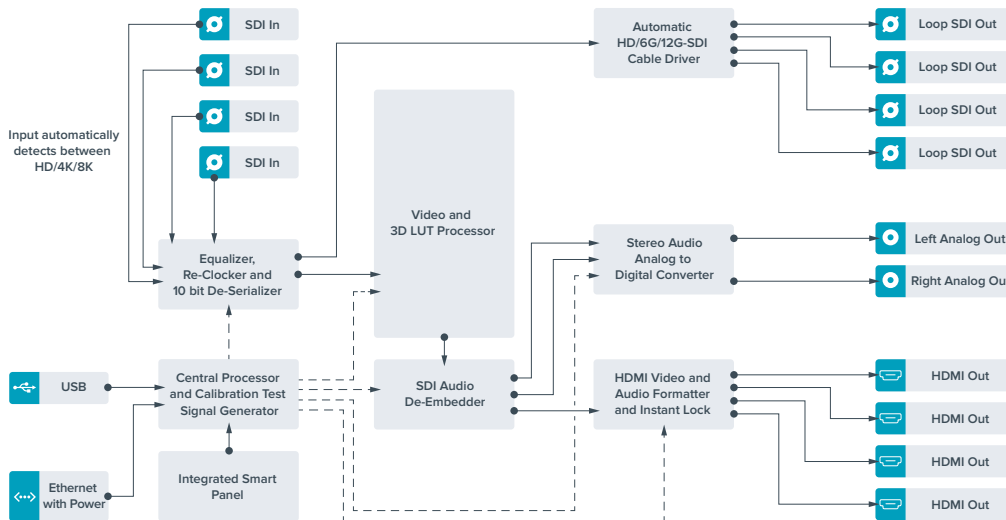 SDI In
SDI In
SDI In
SDI In
Input automatically
detects between
HD/4K/8K
Automatic
HD/6G/12G-SDI
Cable Driver
Loop SDI Out
Loop SDI Out
Loop SDI Out
Loop SDI Out
Video and
3D LUT Processor
Equalizer,
Re-Clocker and
10 bit De-Serializer
Stereo Audio
Analog to
Digital Converter
Left Analog Out
Right Analog Out
USB
Central Processor
and Calibration Test
Signal Generator
SDI Audio
De-Embedder
HDMI Video and
Audio Formatter
and Instant Lock
HDMI Out
HDMI Out
HDMI Out
HDMI Out
Ethernet
with Power
Integrated Smart
Panel